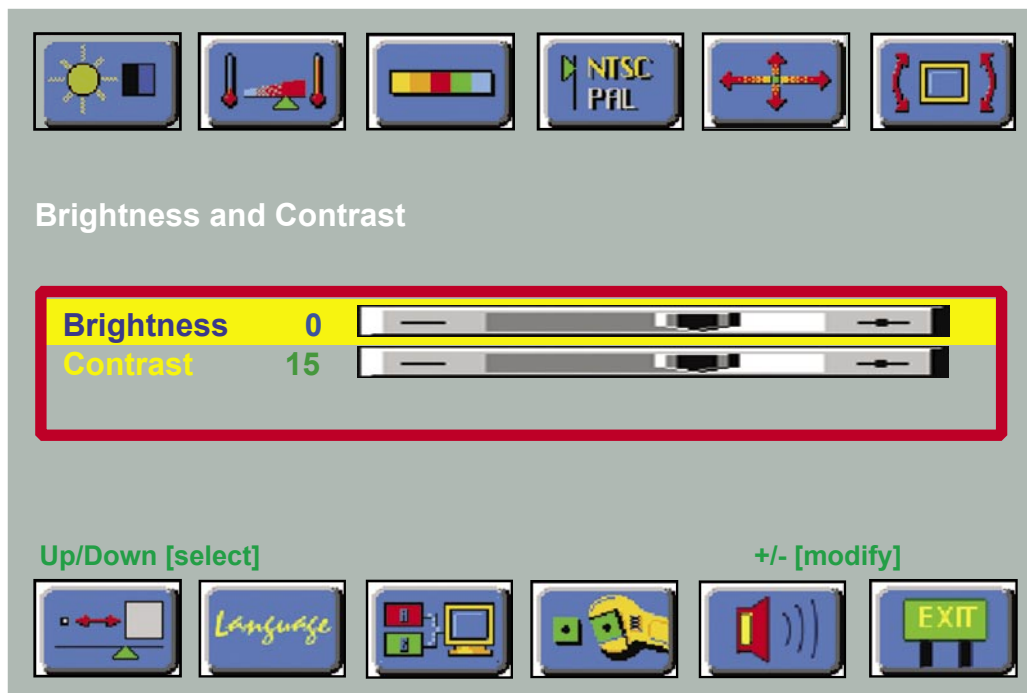 NTSC
PAL
Brightness and Contrast
Brightness 0
Contrast 15
Up/Down [select] +/- [modify]
Language
A
B
EXIT